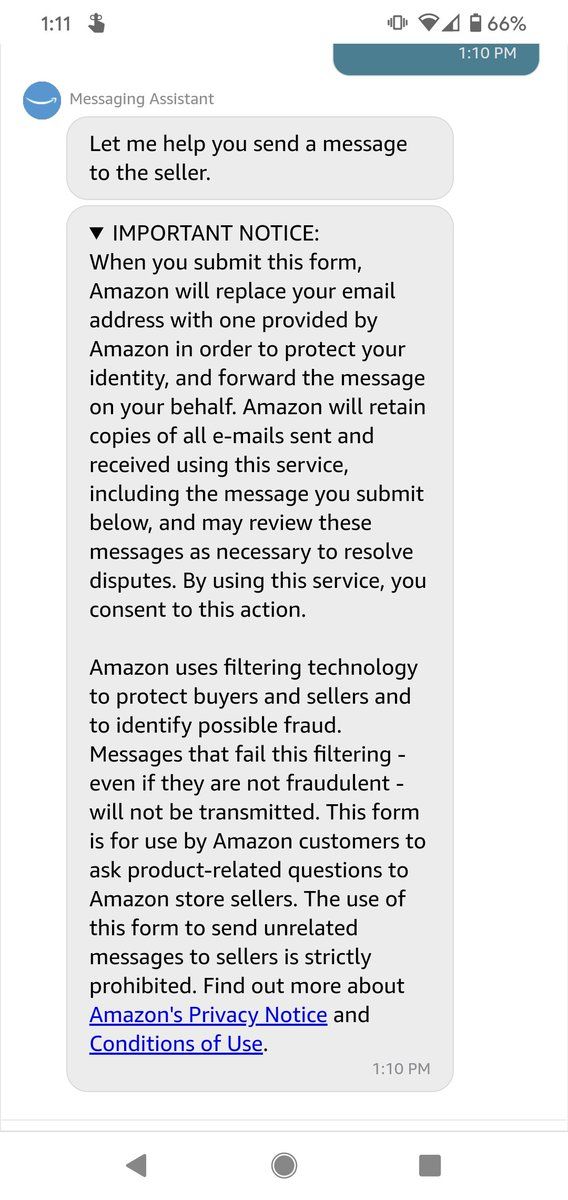 1:11
66%
1:10 PM
Messaging Assistant
Let me help you send a message
to the seller.
▼ IMPORTANT NOTICE:
When you submit this form,
Amazon will replace your email
address with one provided by
Amazon in order to protect your
identity, and forward the message
on your behalf. Amazon will retain
copies of all e-mails sent and
received using this service,
including the message you submit
below, and may review these
messages as necessary to resolve
disputes. By using this service, you
consent to this action.
Amazon uses filtering technology
to protect buyers and sellers and
to identify possible fraud.
Messages that fail this filtering -
even if they are not fraudulent -
will not be transmitted. This form
is for use by Amazon customers to
ask product-related questions to
Amazon store sellers. The use of
this form to send unrelated
messages to sellers is strictly
prohibited. Find out more about
Amazon's Privacy Notice and
Conditions of Use.
1:10 PM